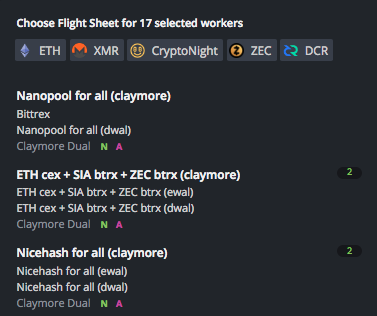 Choose Flight Sheet for 17 selected workers
ETH XMR CryptoNight ZEC DCR
Nanopool for all (claymore)
Bittrex
Nanopool for all (dwal)
Claymore Dual N A
ETH cex + SIA btrx + ZEC btrx (claymore) 2
ETH cex + SIA btrx + ZEC btrx (ewal)
ETH cex + SIA btrx + ZEC btrx (dwal)
Claymore Dual N A
Nicehash for all (claymore) 2
Nicehash for all (ewal)
Nicehash for all (dwal)
Claymore Dual N A